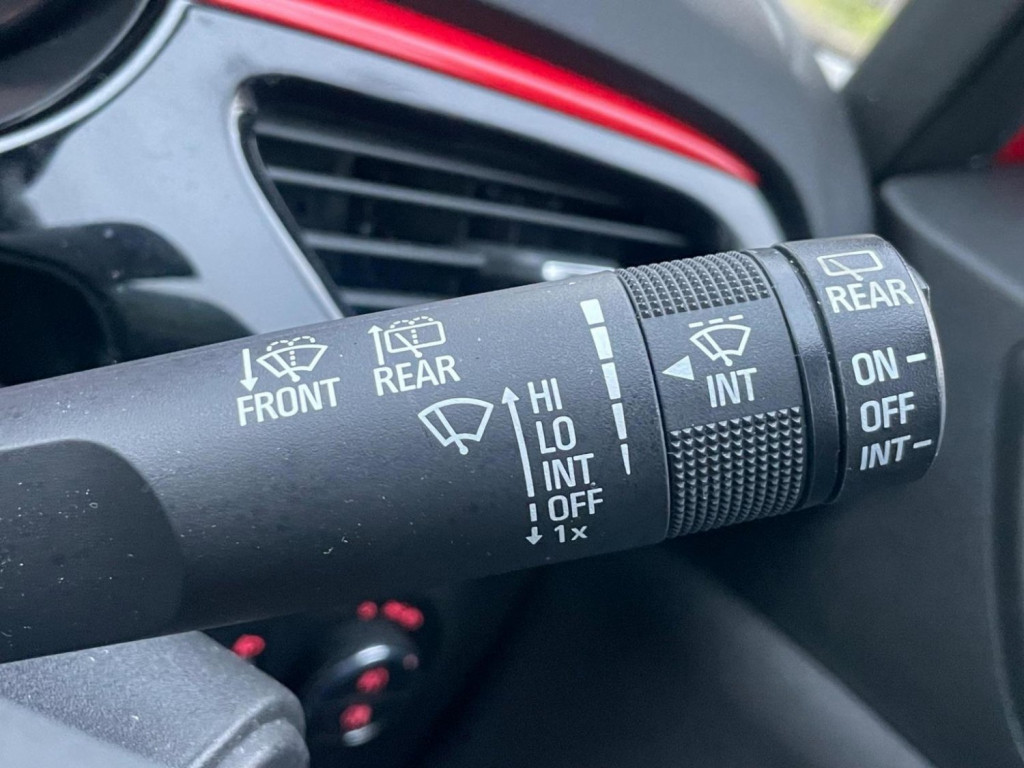 FRONT
REAR
HI
LO
INT
OFF
1x
INT
REAR
ON
OFF
INT